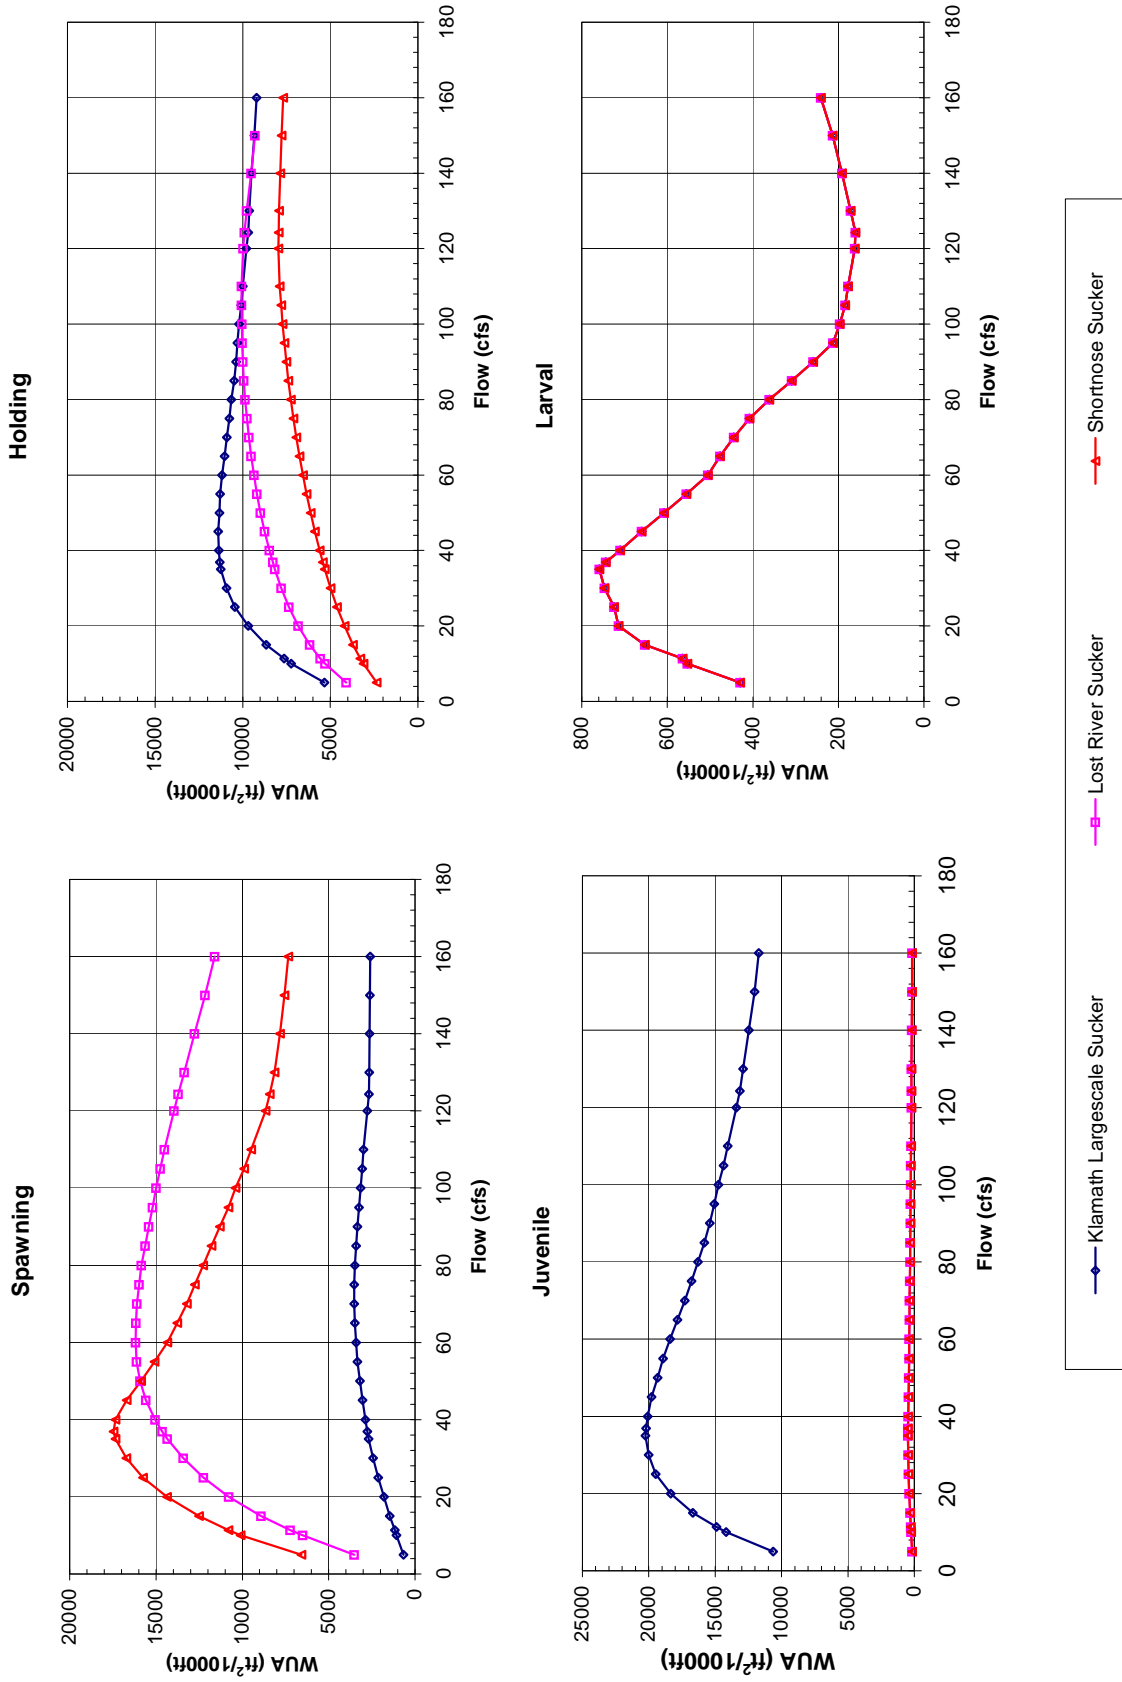 Spawning
20000
15000
10000
5000
0
WUA (ft²/1000ft)
0 20 40 60 80 100 120 140 160 180
Flow (cfs)
Holding
20000
15000
10000
5000
0
WUA (ft²/1000ft)
0 20 40 60 80 100 120 140 160 180
Flow (cfs)
Juvenile
25000
20000
15000
10000
5000
0
WUA (ft²/1000ft)
0 20 40 60 80 100 120 140 160 180
Flow (cfs)
Larval
800
600
400
200
0
WUA (ft²/1000ft)
0 20 40 60 80 100 120 140 160 180
Flow (cfs)
Klamath Largescale Sucker Lost River Sucker Shortnose Sucker